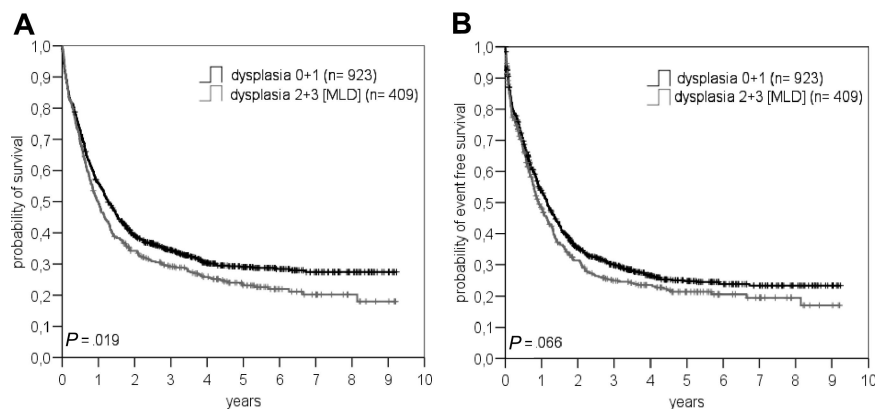 A
probability of survival
1,0
0,9
0,8
0,7
0,6
0,5
0,4
0,3
0,2
0,1
0,0
dysplasia 0+1 (n= 923)
dysplasia 2+3 [MLD] (n= 409)
P = .019
0 1 2 3 4 5 6 7 8 9 10
years
B
probability of event free survival
1,0
0,9
0,8
0,7
0,6
0,5
0,4
0,3
0,2
0,1
0,0
dysplasia 0+1 (n= 923)
dysplasia 2+3 [MLD] (n= 409)
P = .066
0 1 2 3 4 5 6 7 8 9 10
years